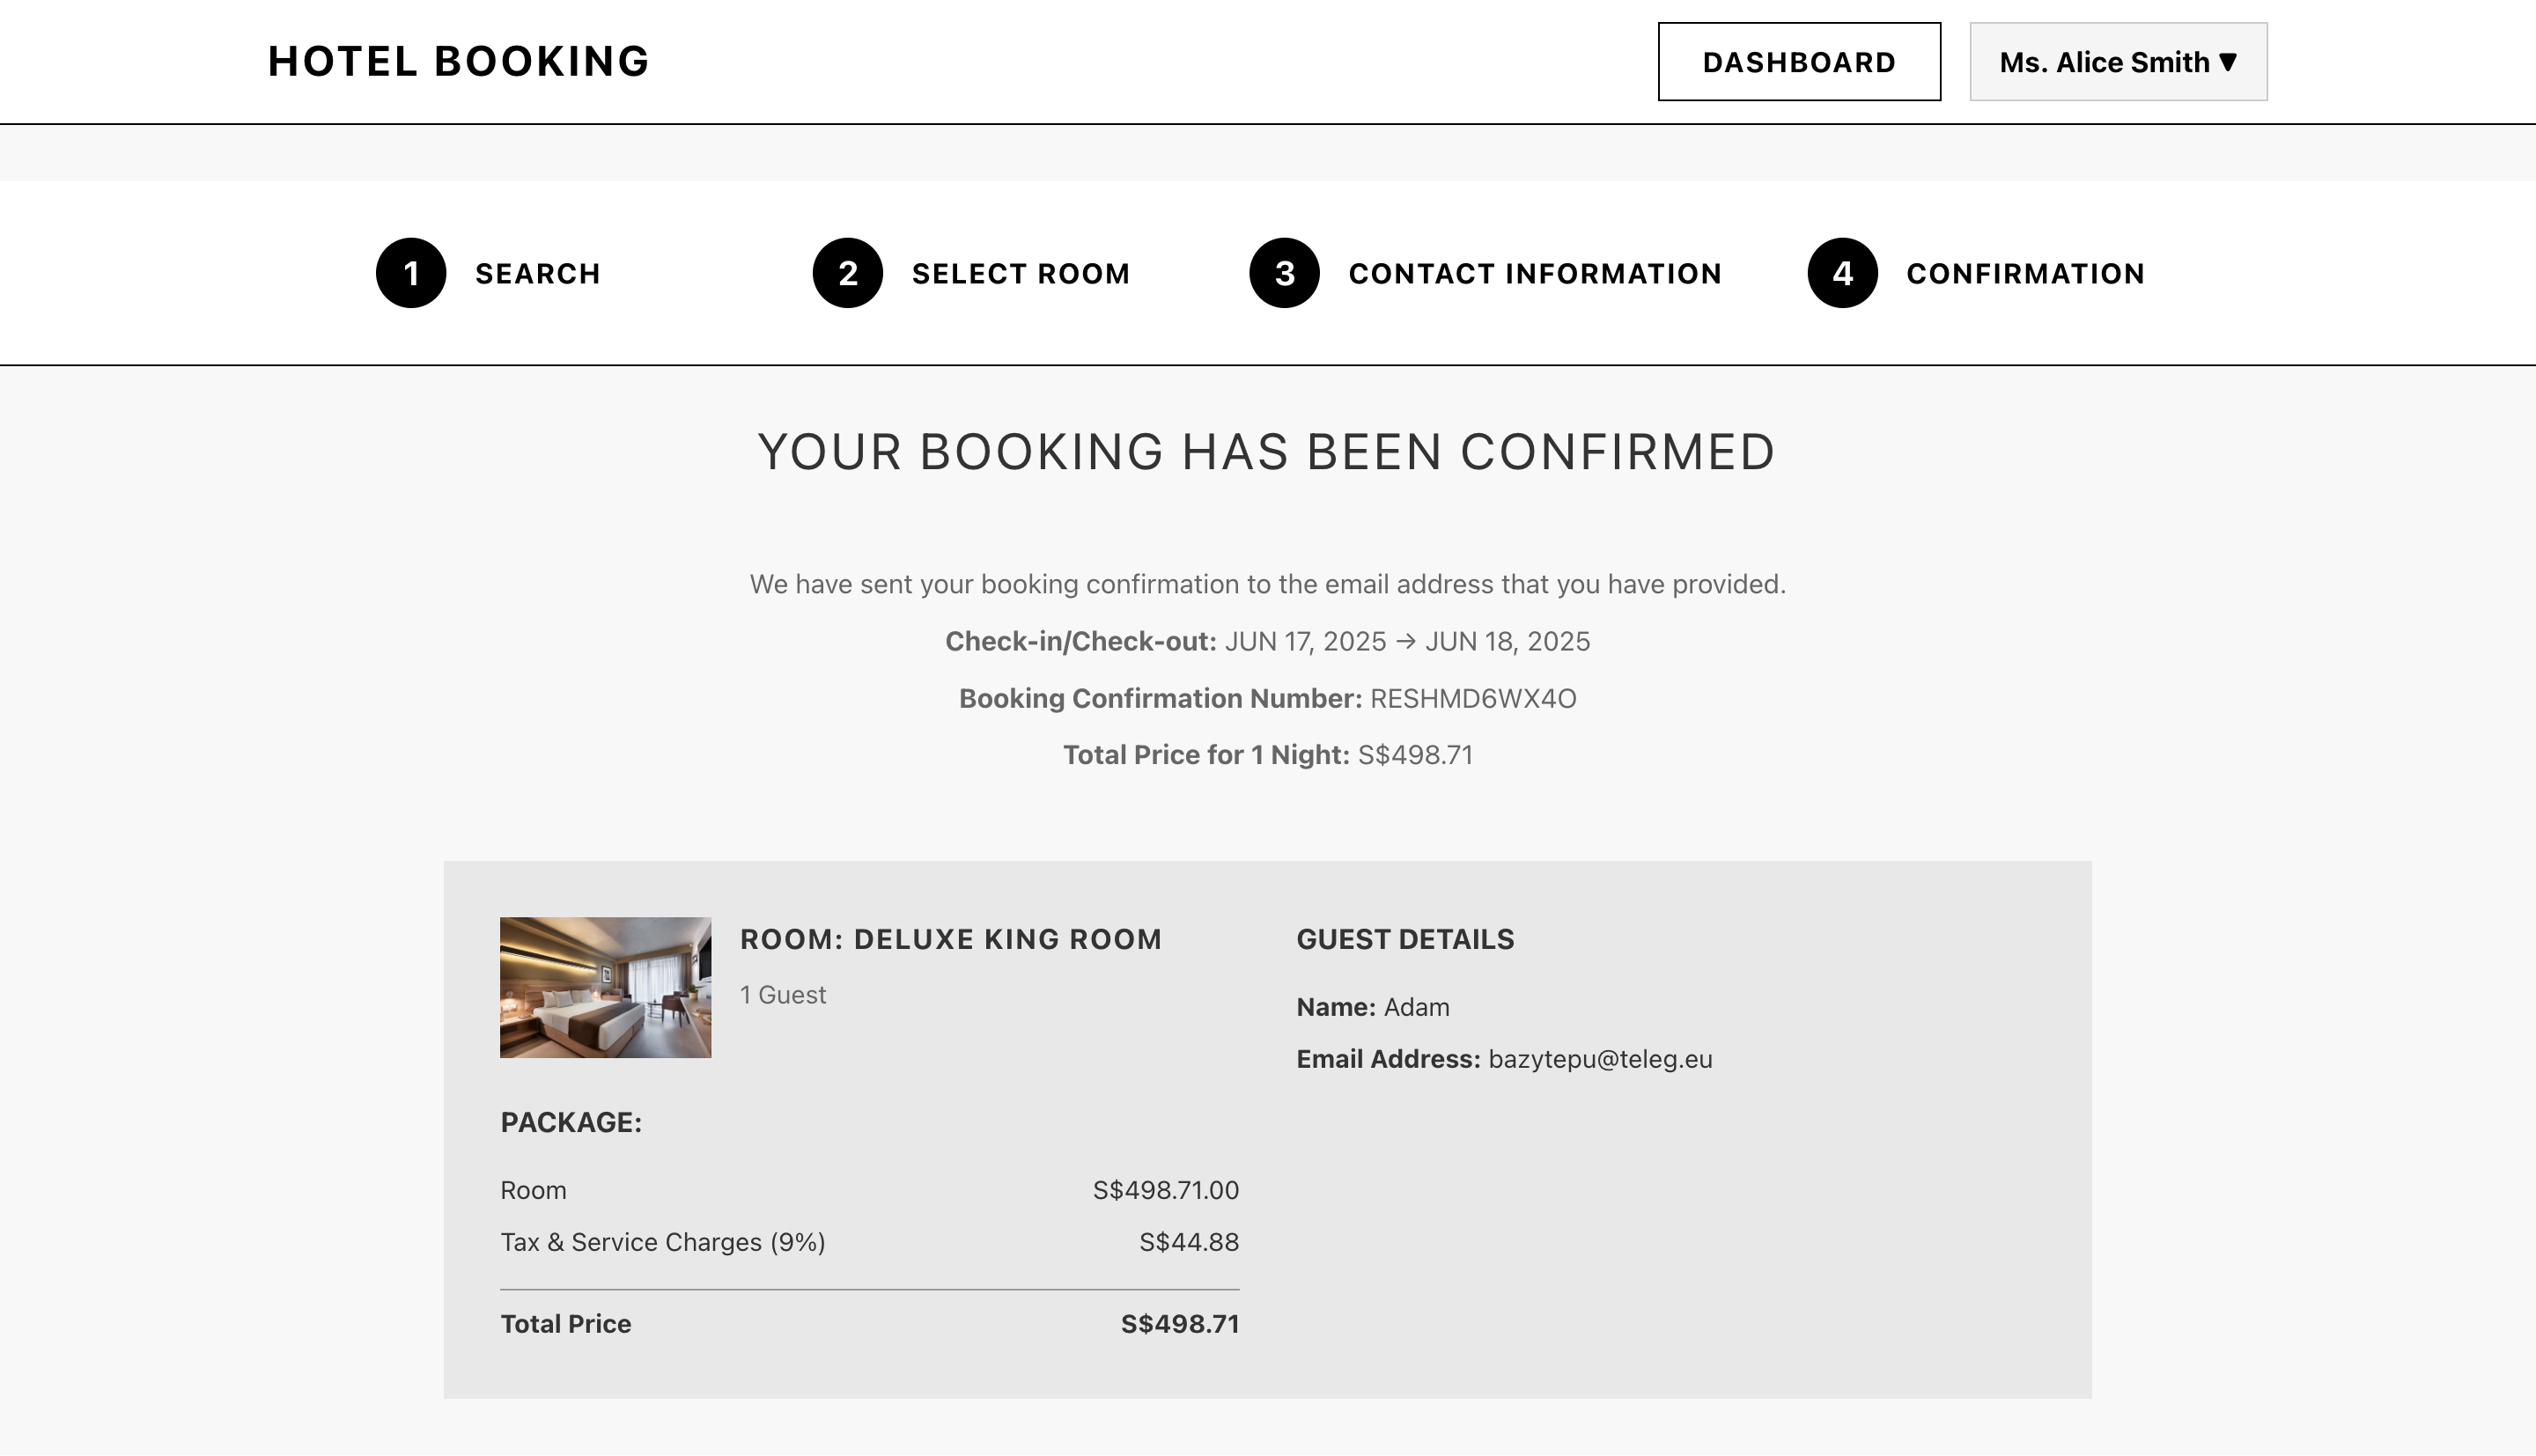 HOTEL BOOKING
DASHBOARD
Ms. Alice Smith ▼
1 SEARCH
2 SELECT ROOM
3 CONTACT INFORMATION
4 CONFIRMATION
YOUR BOOKING HAS BEEN CONFIRMED
We have sent your booking confirmation to the email address that you have provided.
Check-in/Check-out: JUN 17, 2025 → JUN 18, 2025
Booking Confirmation Number: RESHMD6WX4O
Total Price for 1 Night: S$498.71
ROOM: DELUXE KING ROOM
1 Guest
PACKAGE:
Room S$498.71.00
Tax & Service Charges (9%) S$44.88
Total Price S$498.71
GUEST DETAILS
Name: Adam
Email Address: bazytepu@teleg.eu